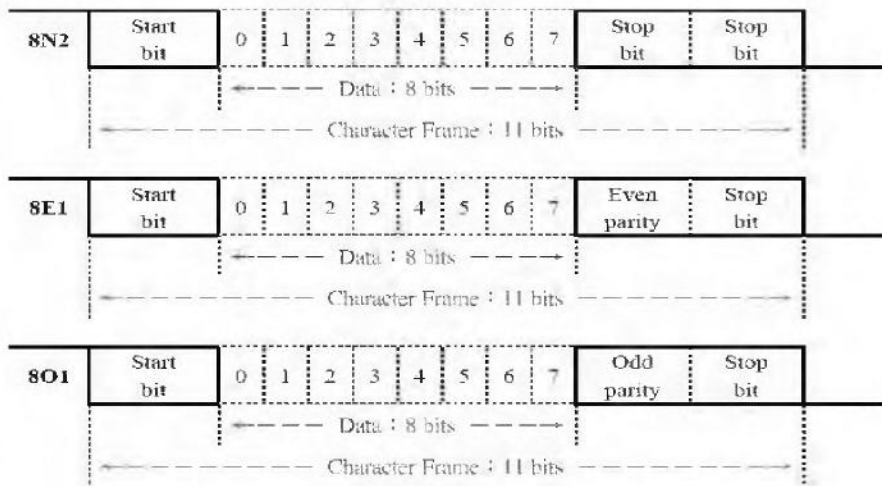 8N2 Start bit 0 1 2 3 4 5 6 7 Stop bit Stop bit
Data : 8 bits
Character Frame : 11 bits
8E1 Start bit 0 1 2 3 4 5 6 7 Even parity Stop bit
Data : 8 bits
Character Frame : 11 bits
8O1 Start bit 0 1 2 3 4 5 6 7 Odd parity Stop bit
Data : 8 bits
Character Frame : 11 bits